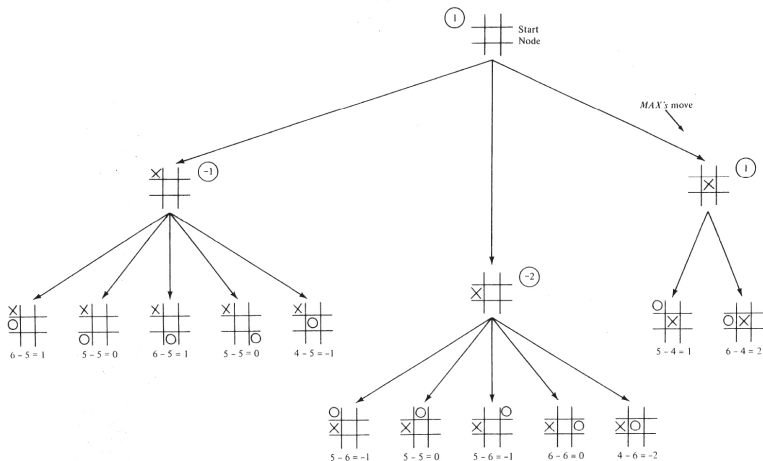 1
Start
Node
MAX's move
X
-1
X
1
X
-2
X
O
6 – 5 = 1
X
O
5 – 5 = 0
X
O
6 – 5 = 1
X
O
5 – 5 = 0
X
O
4 – 5 = –1
O
X
5 – 4 = 1
O X
6 – 4 = 2
O
X
5 – 6 = –1
O
X
5 – 5 = 0
O
X
5 – 6 = –1
X O
6 – 6 = 0
X O
4 – 6 = –2